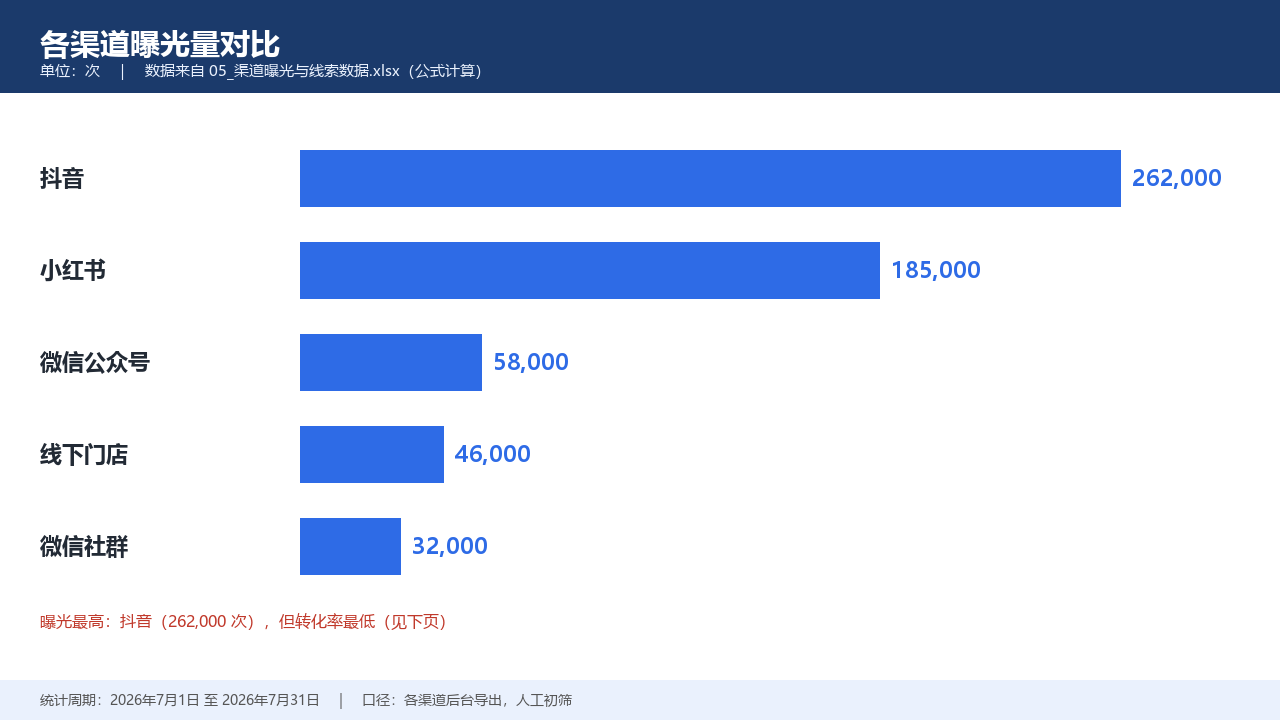 各渠道曝光量对比
单位：次 | 数据来自 05_渠道曝光与线索数据.xlsx（公式计算）
抖音 262,000
小红书 185,000
微信公众号 58,000
线下门店 46,000
微信社群 32,000
曝光最高：抖音（262,000 次），但转化率最低（见下页）
统计周期：2026年7月1日 至 2026年7月31日 | 口径：各渠道后台导出，人工初筛